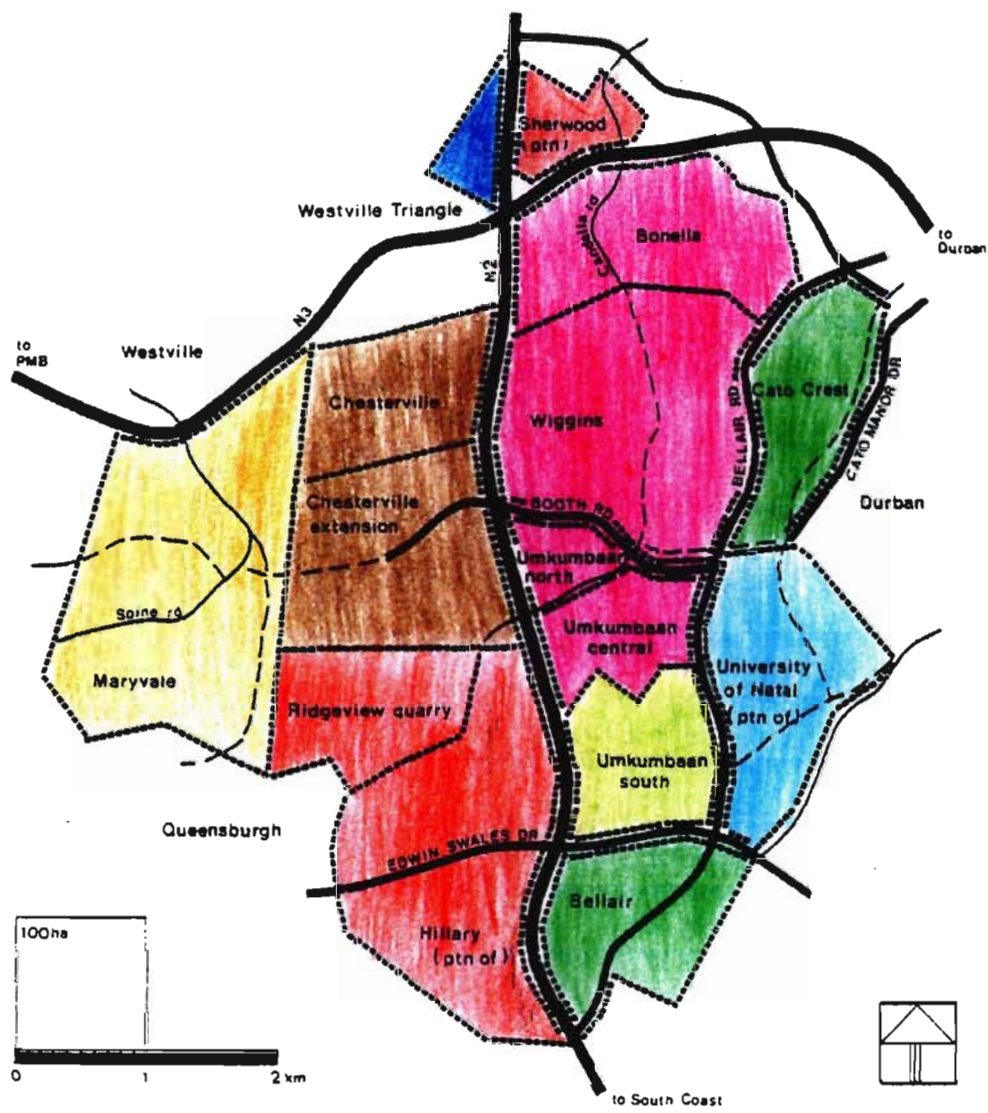 Sherwood
(ptn)
Westville Triangle
Candella rd
Bonella
to
Durban
N2
N3
to
PMB
Westville
Chesterville
Wiggins
BELLAIR RD
Cato Crest
CATO MANOR DR
Chesterville
extension
BOOTH RD
Durban
Umkumbaan
north
Spine rd
Umkumbaan
central
Maryvale
University
of Natal
(ptn of)
Ridgeview quarry
Umkumbaan
south
Queensburgh
EDWIN SWALES DR
Bellair
100ha
Hillary
(ptn of)
0 1 2 km
to South Coast